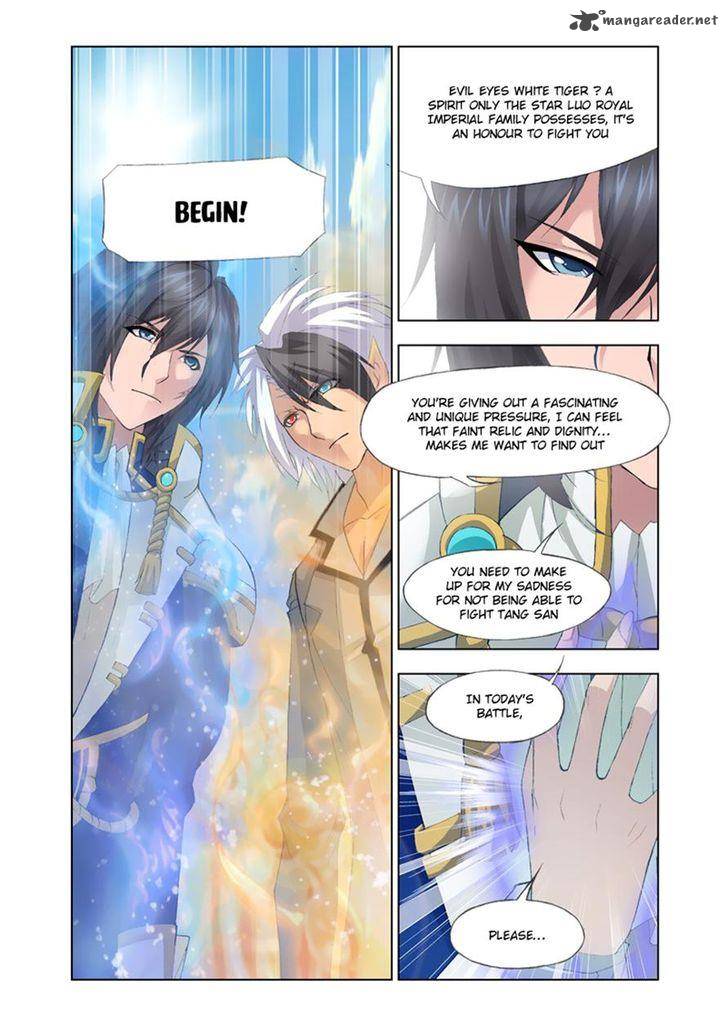 mangareader.net
BEGIN!
EVIL EYES WHITE TIGER ? A
SPIRIT ONLY THE STAR LUO ROYAL
IMPERIAL FAMILY POSSESSES, IT'S
AN HONOUR TO FIGHT YOU
YOU'RE GIVING OUT A FASCINATING
AND UNIQUE PRESSURE, I CAN FEEL
THAT FAINT RELIC AND DIGNITY...
MAKES ME WANT TO FIND OUT
YOU NEED TO MAKE
UP FOR MY SADNESS
FOR NOT BEING ABLE TO
FIGHT TANG SAN
IN TODAY'S
BATTLE,
PLEASE...